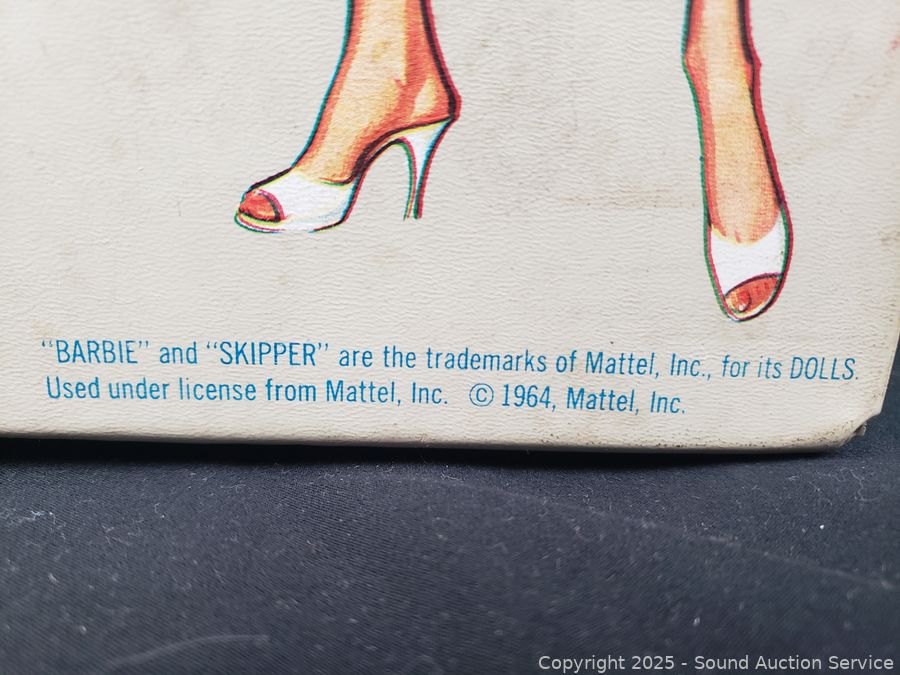 “BARBIE” and “SKIPPER” are the trademarks of Mattel, Inc., for its DOLLS.
Used under license from Mattel, Inc. © 1964, Mattel, Inc.
Copyright 2025 - Sound Auction Service